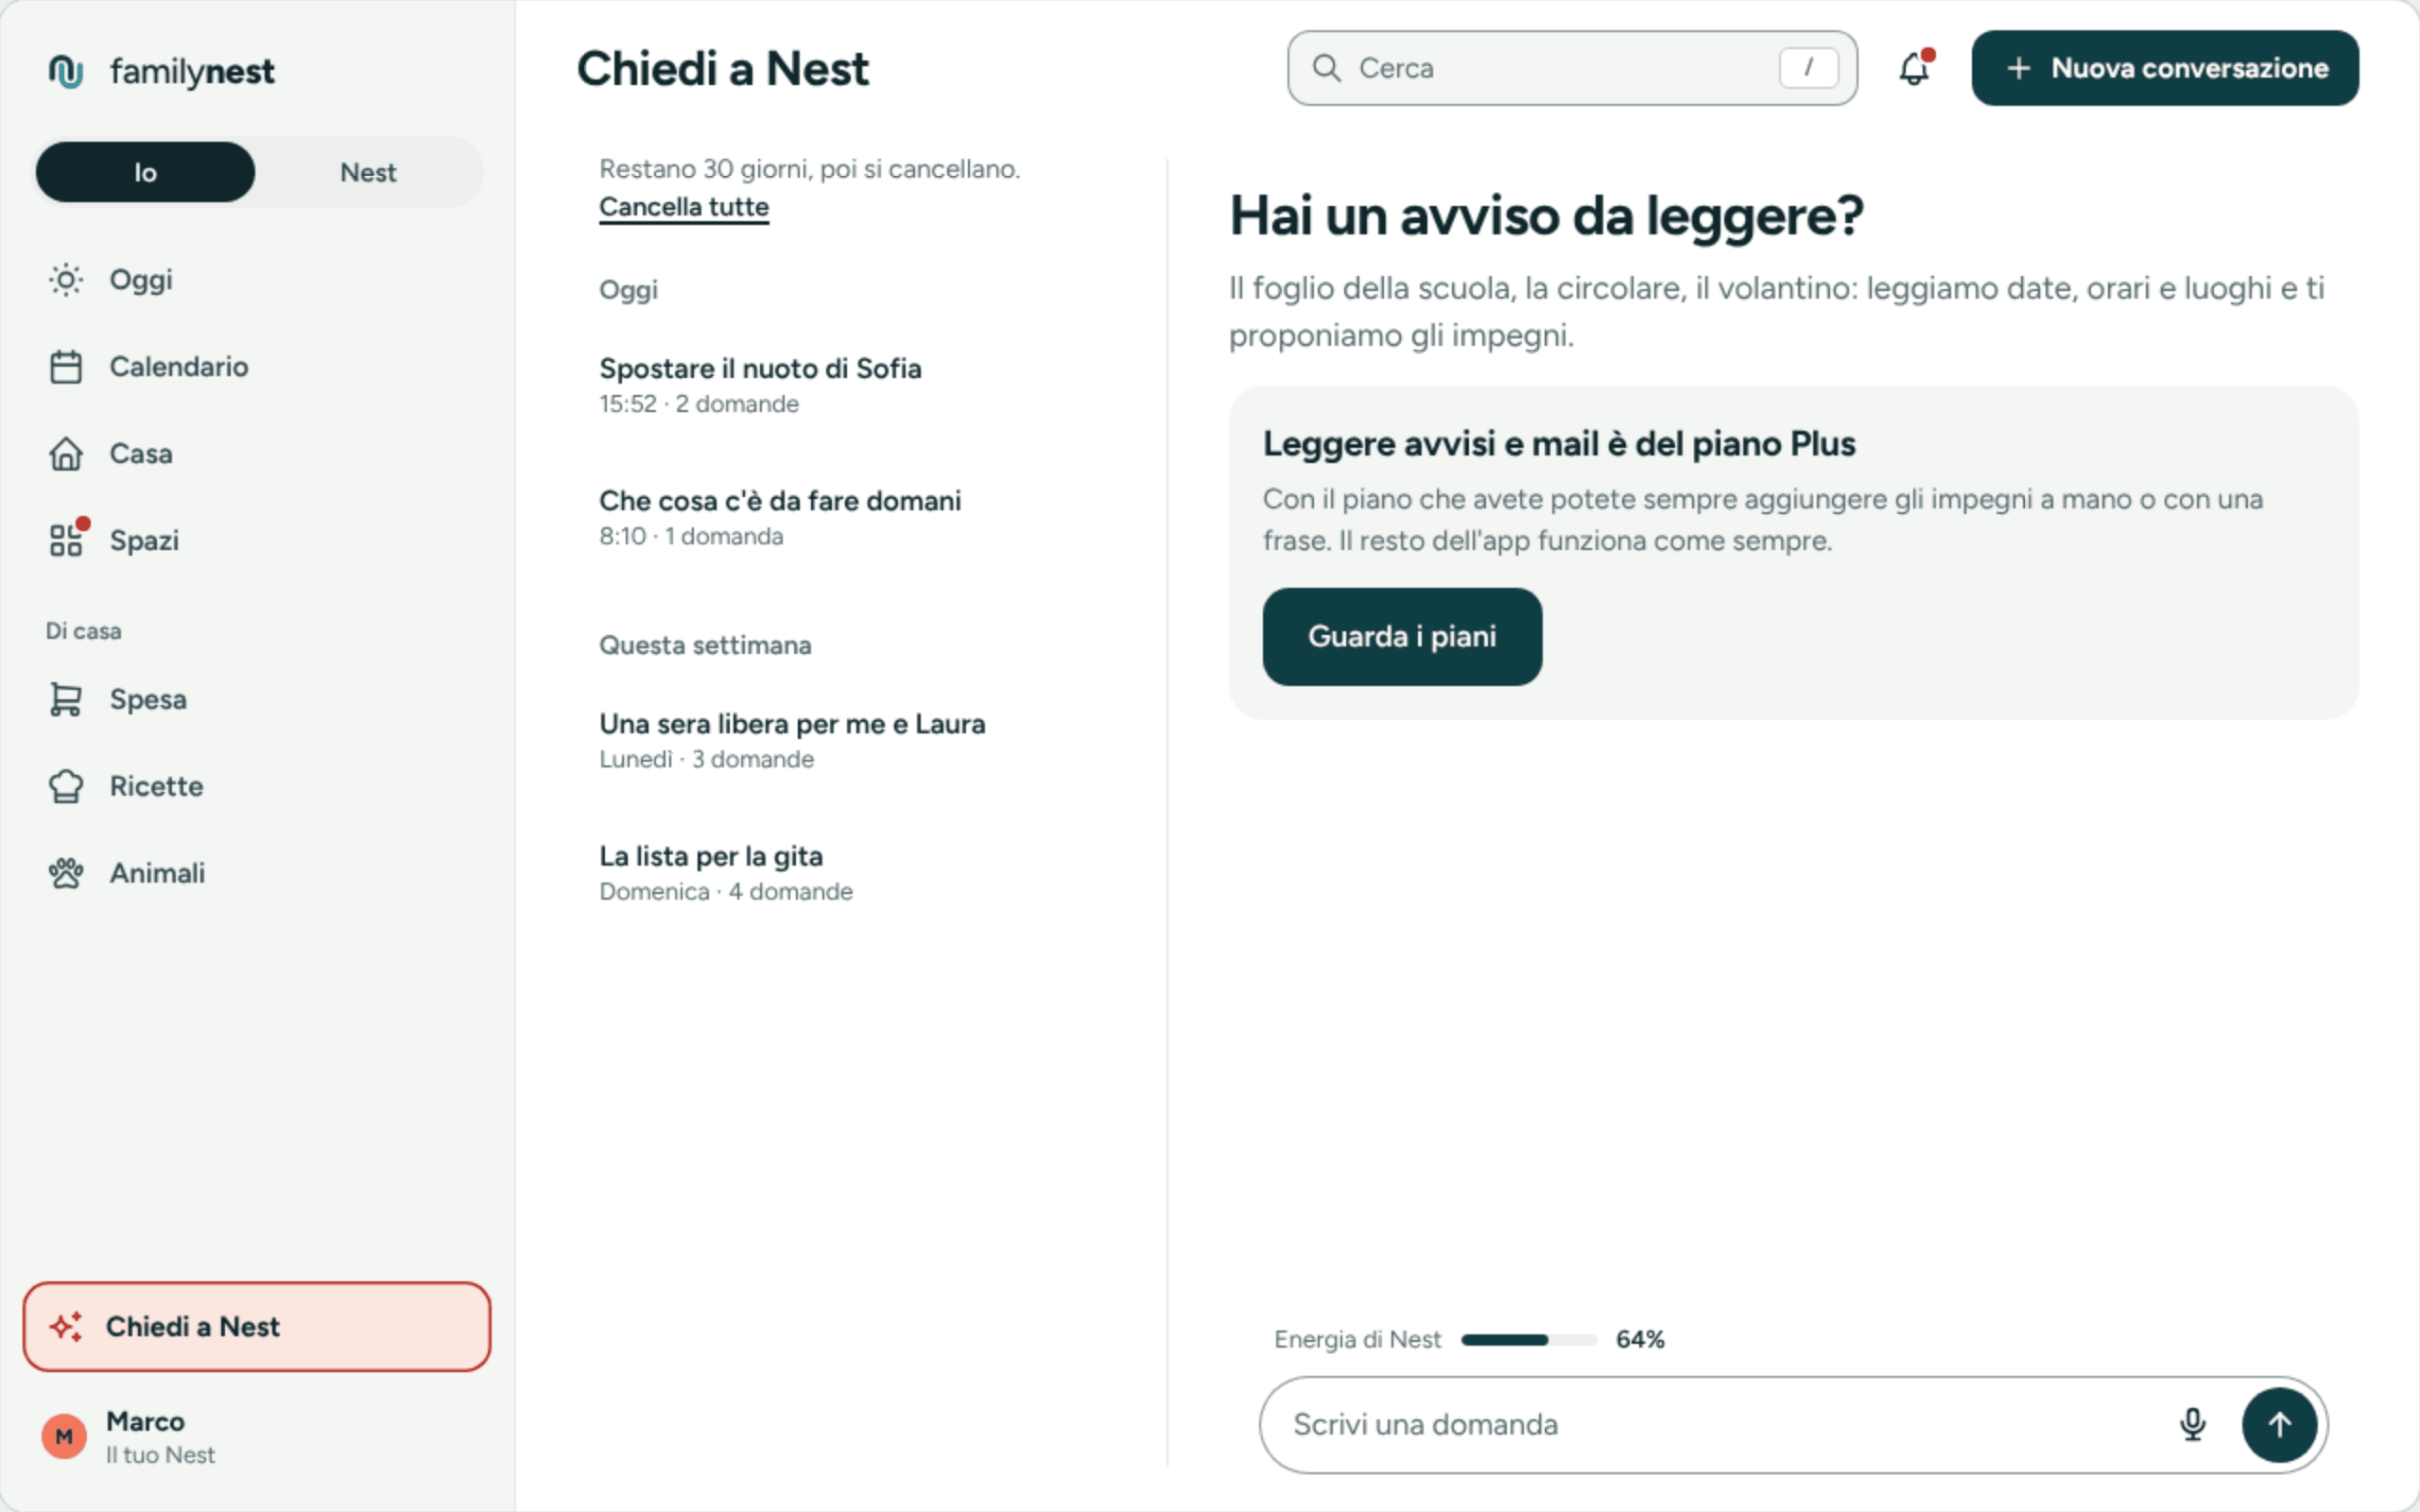 familynest
Io
Nest
Oggi
Calendario
Casa
Spazi
Di casa
Spesa
Ricette
Animali
Chiedi a Nest
M
Marco
Il tuo Nest
Chiedi a Nest
Cerca
/
+ Nuova conversazione
Restano 30 giorni, poi si cancellano.
Cancella tutte
Oggi
Spostare il nuoto di Sofia
15:52 · 2 domande
Che cosa c'è da fare domani
8:10 · 1 domanda
Questa settimana
Una sera libera per me e Laura
Lunedì · 3 domande
La lista per la gita
Domenica · 4 domande
Hai un avviso da leggere?
Il foglio della scuola, la circolare, il volantino: leggiamo date, orari e luoghi e ti
proponiamo gli impegni.
Leggere avvisi e mail è del piano Plus
Con il piano che avete potete sempre aggiungere gli impegni a mano o con una
frase. Il resto dell'app funziona come sempre.
Guarda i piani
Energia di Nest
64%
Scrivi una domanda